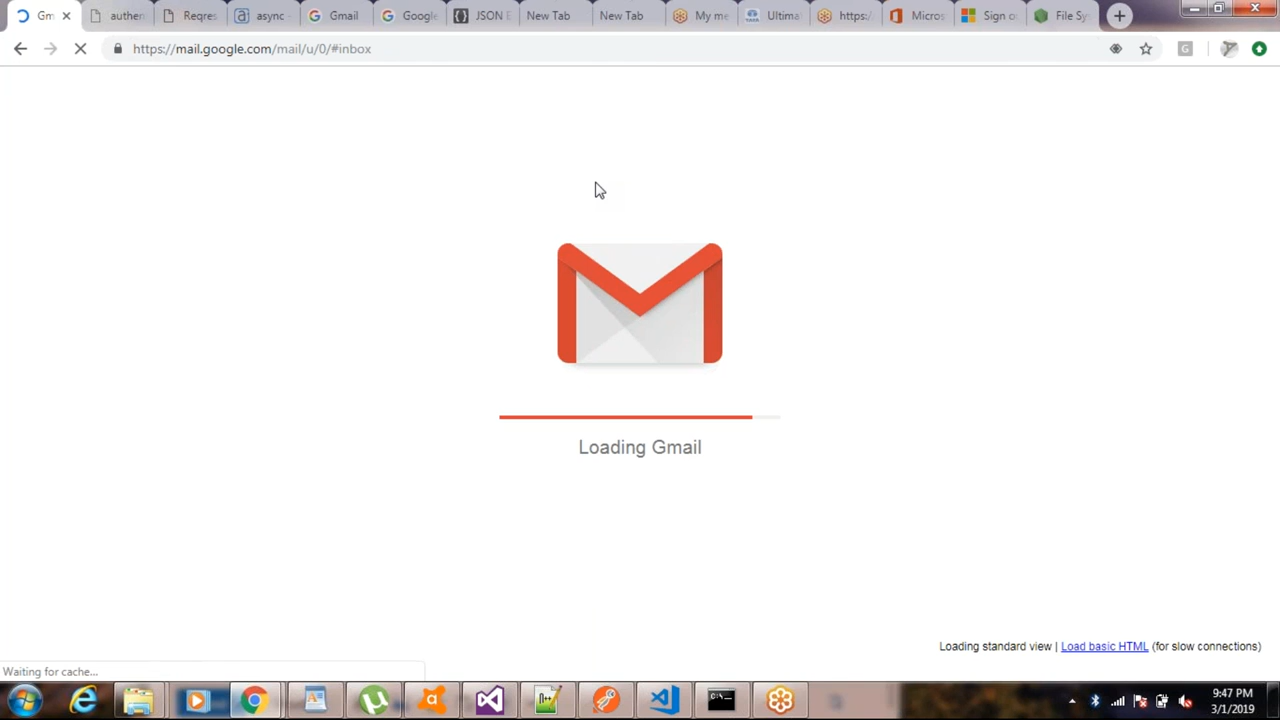 Gm
authen
Reqres
async
Gmail
Google
JSON E
New Tab
New Tab
My me
Ultima
https:/
Micros
Sign o
File Sy
https://mail.google.com/mail/u/0/#inbox
Loading Gmail
Loading standard view | Load basic HTML (for slow connections)
Waiting for cache...
9:47 PM
3/1/2019